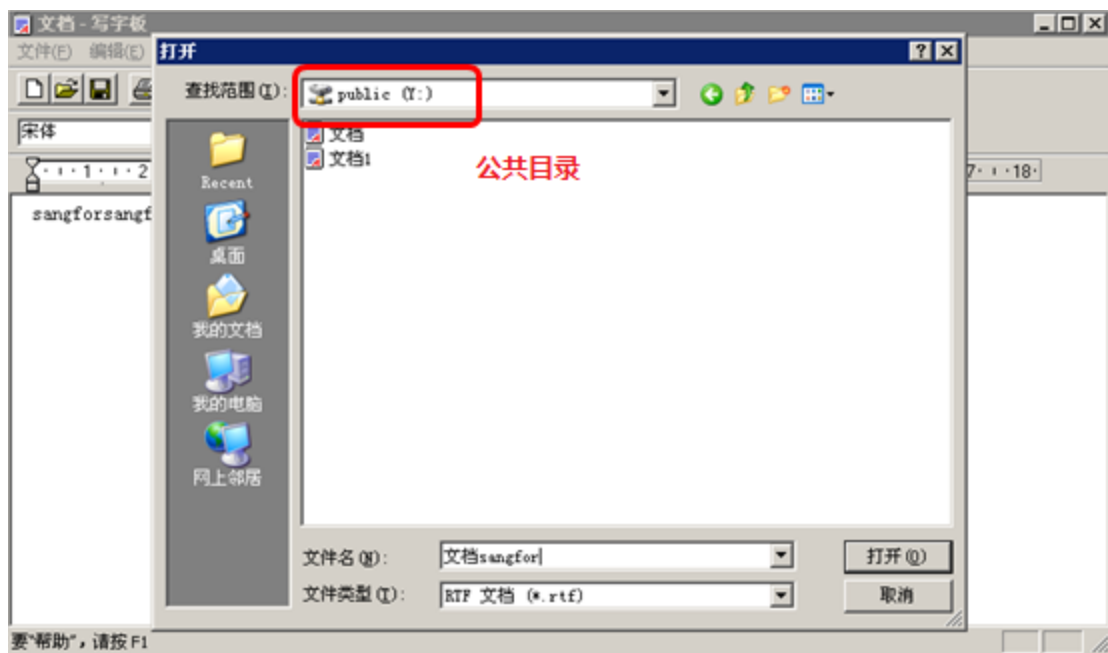 文档 - 写字板
文件(F) 编辑(E)
打开
查找范围(I):
public (Y:)
宋体
文档
文档1
公共目录
1 2
7 18
Recent
sangforsangf
桌面
我的文档
我的电脑
网上邻居
文件名(N):
文档sangfor
打开(O)
文件类型(T):
RTF 文档 (*.rtf)
取消
要"帮助"，请按 F1